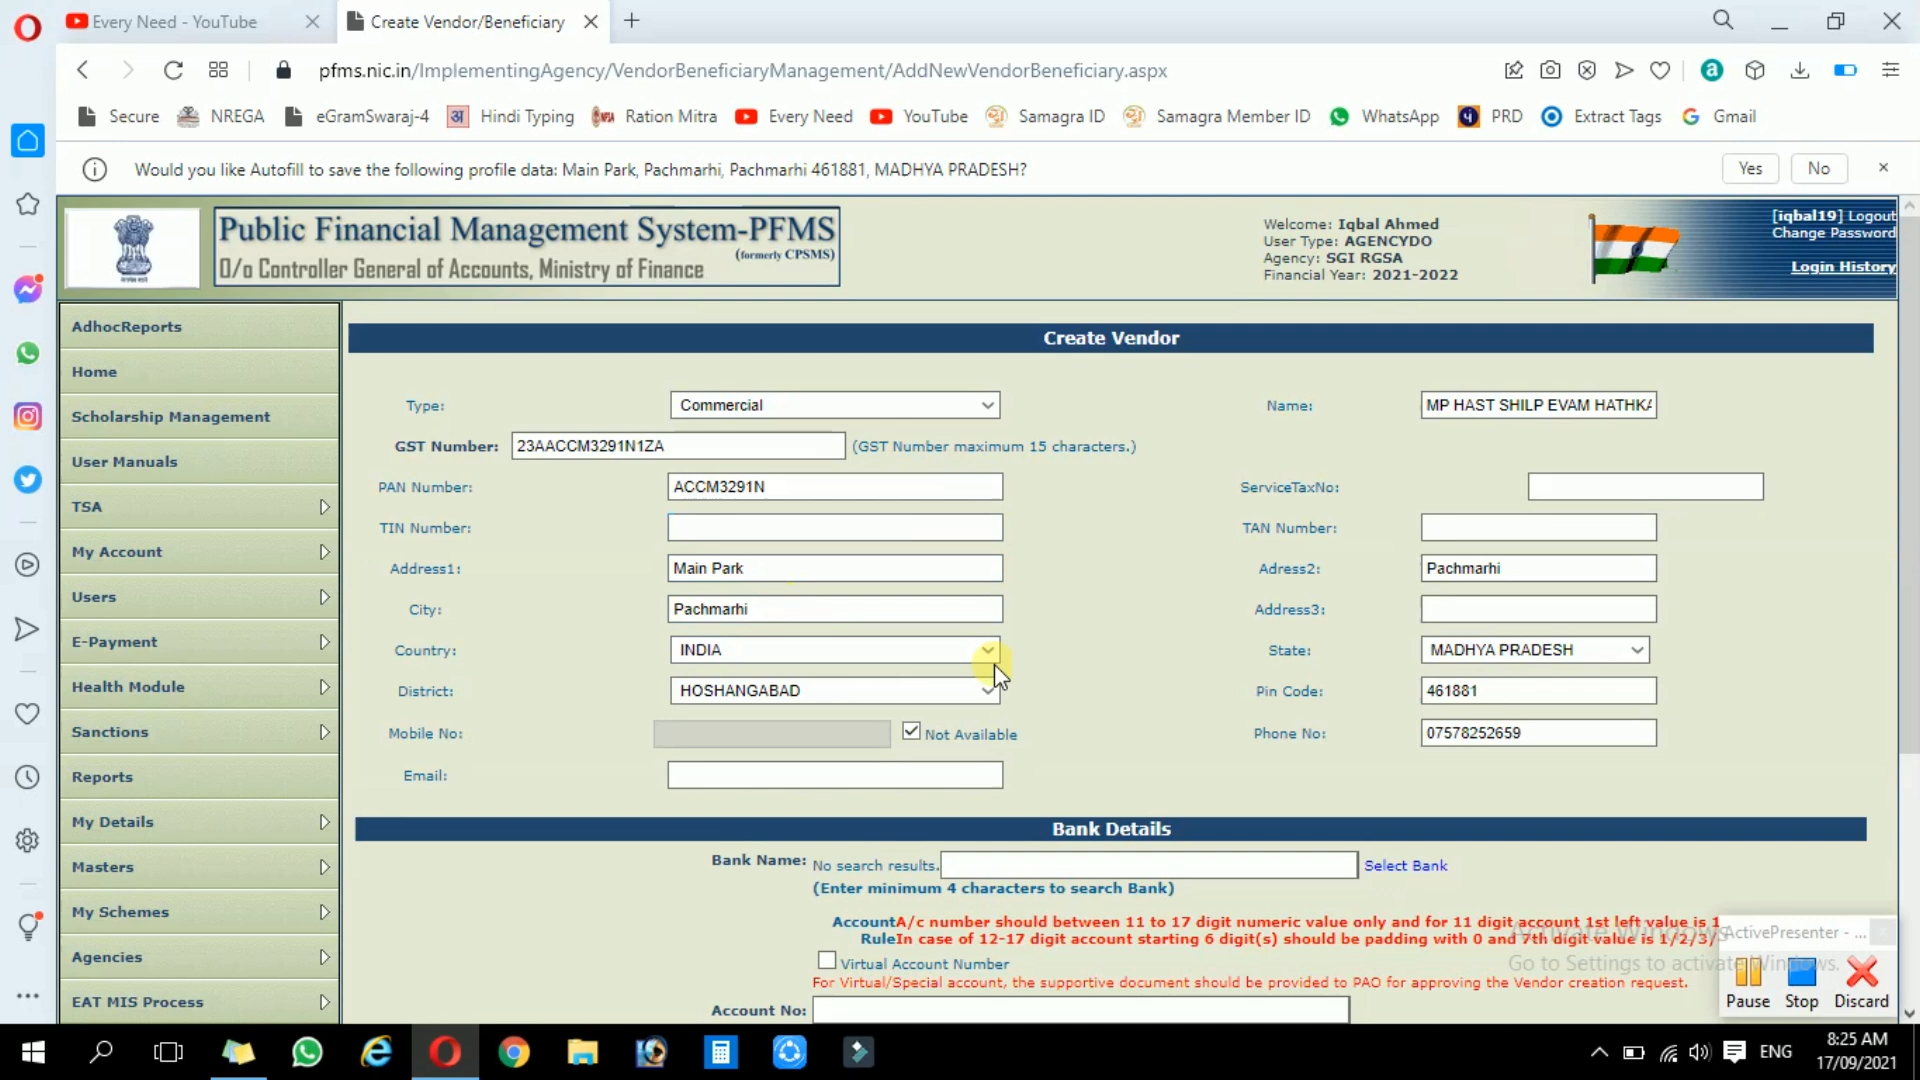 Every Need - YouTube
Create Vendor/Beneficiary
pfms.nic.in/ImplementingAgency/VendorBeneficiaryManagement/AddNewVendorBeneficiary.aspx
Secure NREGA eGramSwaraj-4 अ Hindi Typing Ration Mitra Every Need YouTube Samagra ID Samagra Member ID WhatsApp PRD Extract Tags Gmail
Would you like Autofill to save the following profile data: Main Park, Pachmarhi, Pachmarhi 461881, MADHYA PRADESH?
Yes No
Public Financial Management System-PFMS
(formerly CPSMS)
O/o Controller General of Accounts, Ministry of Finance
Welcome: Iqbal Ahmed
User Type: AGENCYDO
Agency: SGI RGSA
Financial Year: 2021-2022
[iqbal19] Logout
Change Password
Login History
AdhocReports
Home
Scholarship Management
User Manuals
TSA
My Account
Users
E-Payment
Health Module
Sanctions
Reports
My Details
Masters
My Schemes
Agencies
EAT MIS Process
Create Vendor
Type: Commercial Name: MP HAST SHILP EVAM HATHKA
GST Number: 23AACCM3291N1ZA (GST Number maximum 15 characters.)
PAN Number: ACCM3291N ServiceTaxNo:
TIN Number: TAN Number:
Address1: Main Park Adress2: Pachmarhi
City: Pachmarhi Address3:
Country: INDIA State: MADHYA PRADESH
District: HOSHANGABAD Pin Code: 461881
Mobile No: Not Available Phone No: 07578252659
Email:
Bank Details
Bank Name: No search results. Select Bank
(Enter minimum 4 characters to search Bank)
Account A/c number should between 11 to 17 digit numeric value only and for 11 digit account 1st left value is 1
Rule In case of 12-17 digit account starting 6 digit(s) should be padding with 0 and 7th digit value is 1/2/3/
Virtual Account Number
For Virtual/Special account, the supportive document should be provided to PAO for approving the Vendor creation request.
Account No:
Activate Windows
Go to Settings to activate Windows.
ActivePresenter - ...
Pause Stop Discard
ENG
8:25 AM
17/09/2021